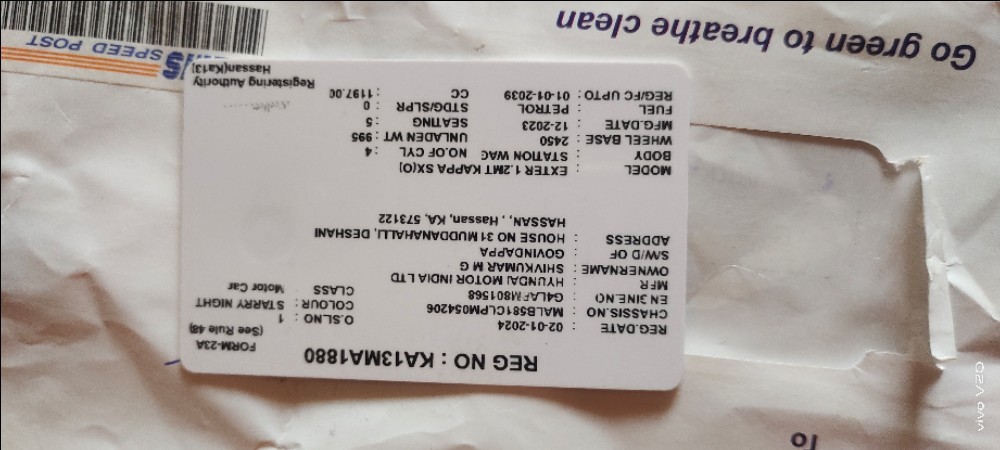 REG NO : KA13MA1880
FORM-23A
(See Rule 48)
REG.DATE : 02-01-2024 O.SLNO : 1
CHASSIS.NO : MALB581CLPM054206 COLOUR : STARRY NIGHT
ENGINE.NO : G4LAFM801568 CLASS : Motor Car
MFR : HYUNDAI MOTOR INDIA LTD
OWNERNAME : SHIVKUMAR M G
S/W/D OF : GOVINDAPPA
ADDRESS : HOUSE NO 31 MUDDANAHALLI, DESHANI
HASSAN, , Hassan, KA, 573122
MODEL : EXTER 1.2MT KAPPA SX(O)
BODY : STATION WAG NO.OF CYL : 4
WHEEL BASE : 2450 UNLADEN WT : 995
MFG.DATE : 12-2023 SEATING : 5
FUEL : PETROL STDG/SLPR : 0
REG/FC UPTO : 01-01-2039 CC : 1197.00
Registering Authority
Hassan(Ka13)
To
Go green to breathe clean
SPEED POST
vivo Y20